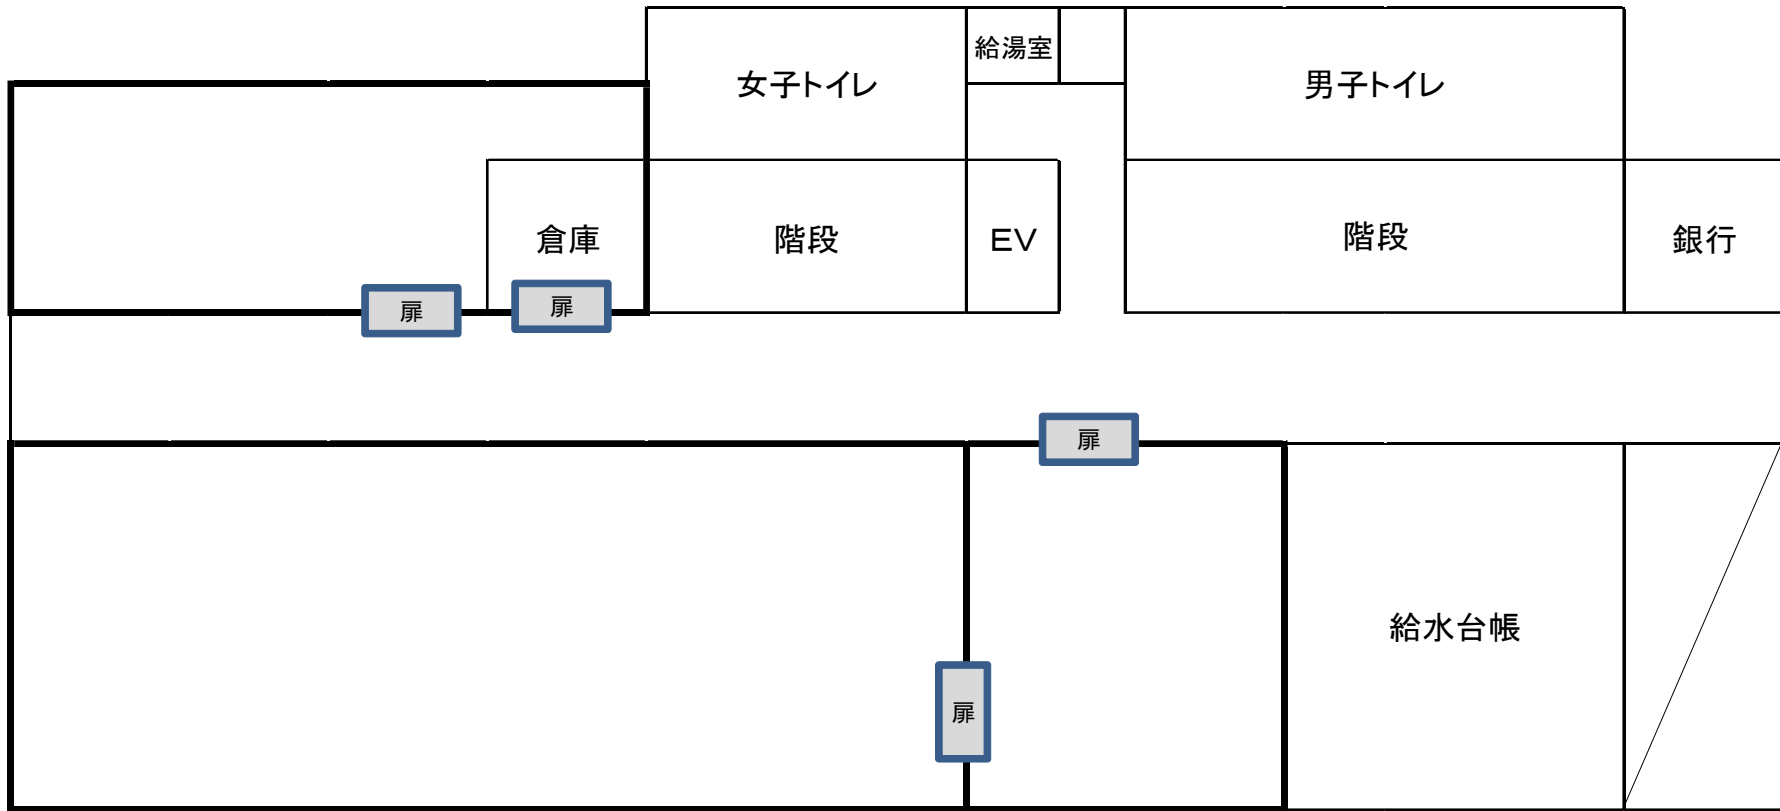 給湯室
女子トイレ
男子トイレ
倉庫
階段
EV
階段
銀行
扉
扉
扉
給水台帳
扉